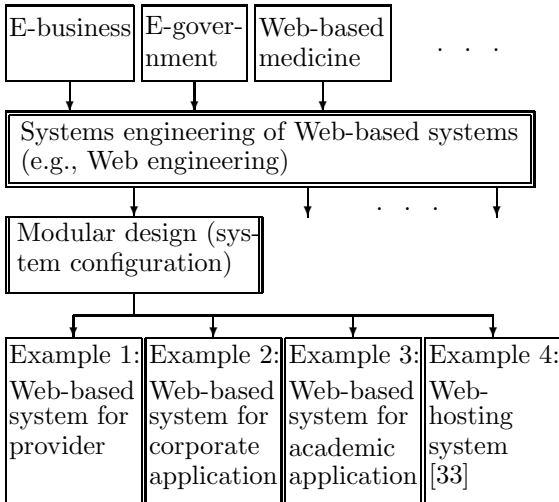 E-business
E-gover-
nment
Web-based
medicine
. . .
Systems engineering of Web-based systems
(e.g., Web engineering)
. . .
Modular design (sys-
tem configuration)
Example 1:
Web-based
system for
provider
Example 2:
Web-based
system for
corporate
application
Example 3:
Web-based
system for
academic
application
Example 4:
Web-
hosting
system
[33]